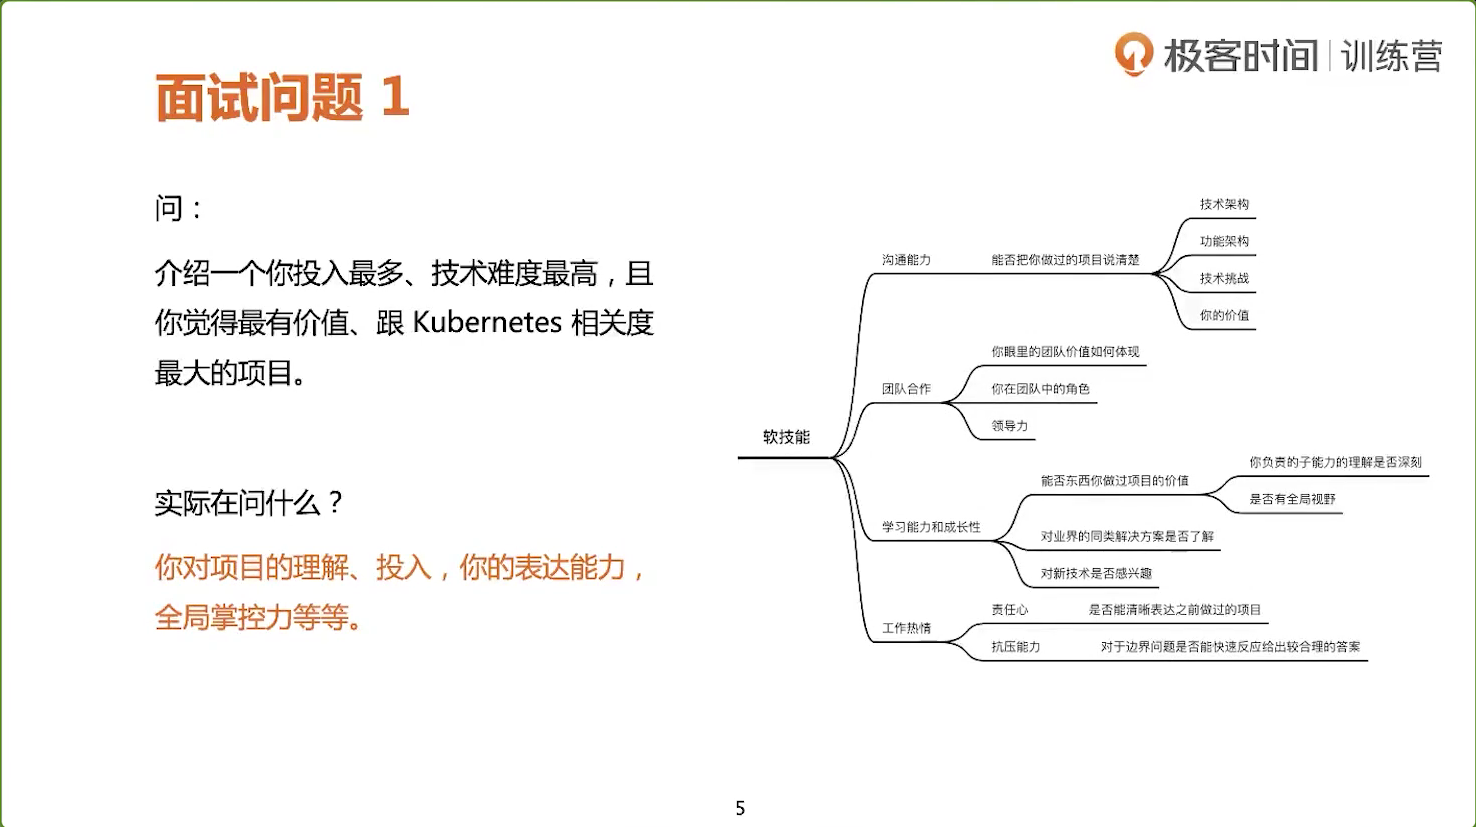 极客时间 | 训练营
面试问题 1
问：
介绍一个你投入最多、技术难度最高，且
你觉得最有价值、跟 Kubernetes 相关度
最大的项目。
实际在问什么？
你对项目的理解、投入，你的表达能力，
全局掌控力等等。
软技能
沟通能力
能否把你做过的项目说清楚
技术架构
功能架构
技术挑战
你的价值
团队合作
你眼里的团队价值如何体现
你在团队中的角色
领导力
学习能力和成长性
能否东西你做过项目的价值
你负责的子能力的理解是否深刻
是否有全局视野
对业界的同类解决方案是否了解
对新技术是否感兴趣
工作热情
责任心
是否能清晰表达之前做过的项目
抗压能力
对于边界问题是否能快速反应给出较合理的答案
5